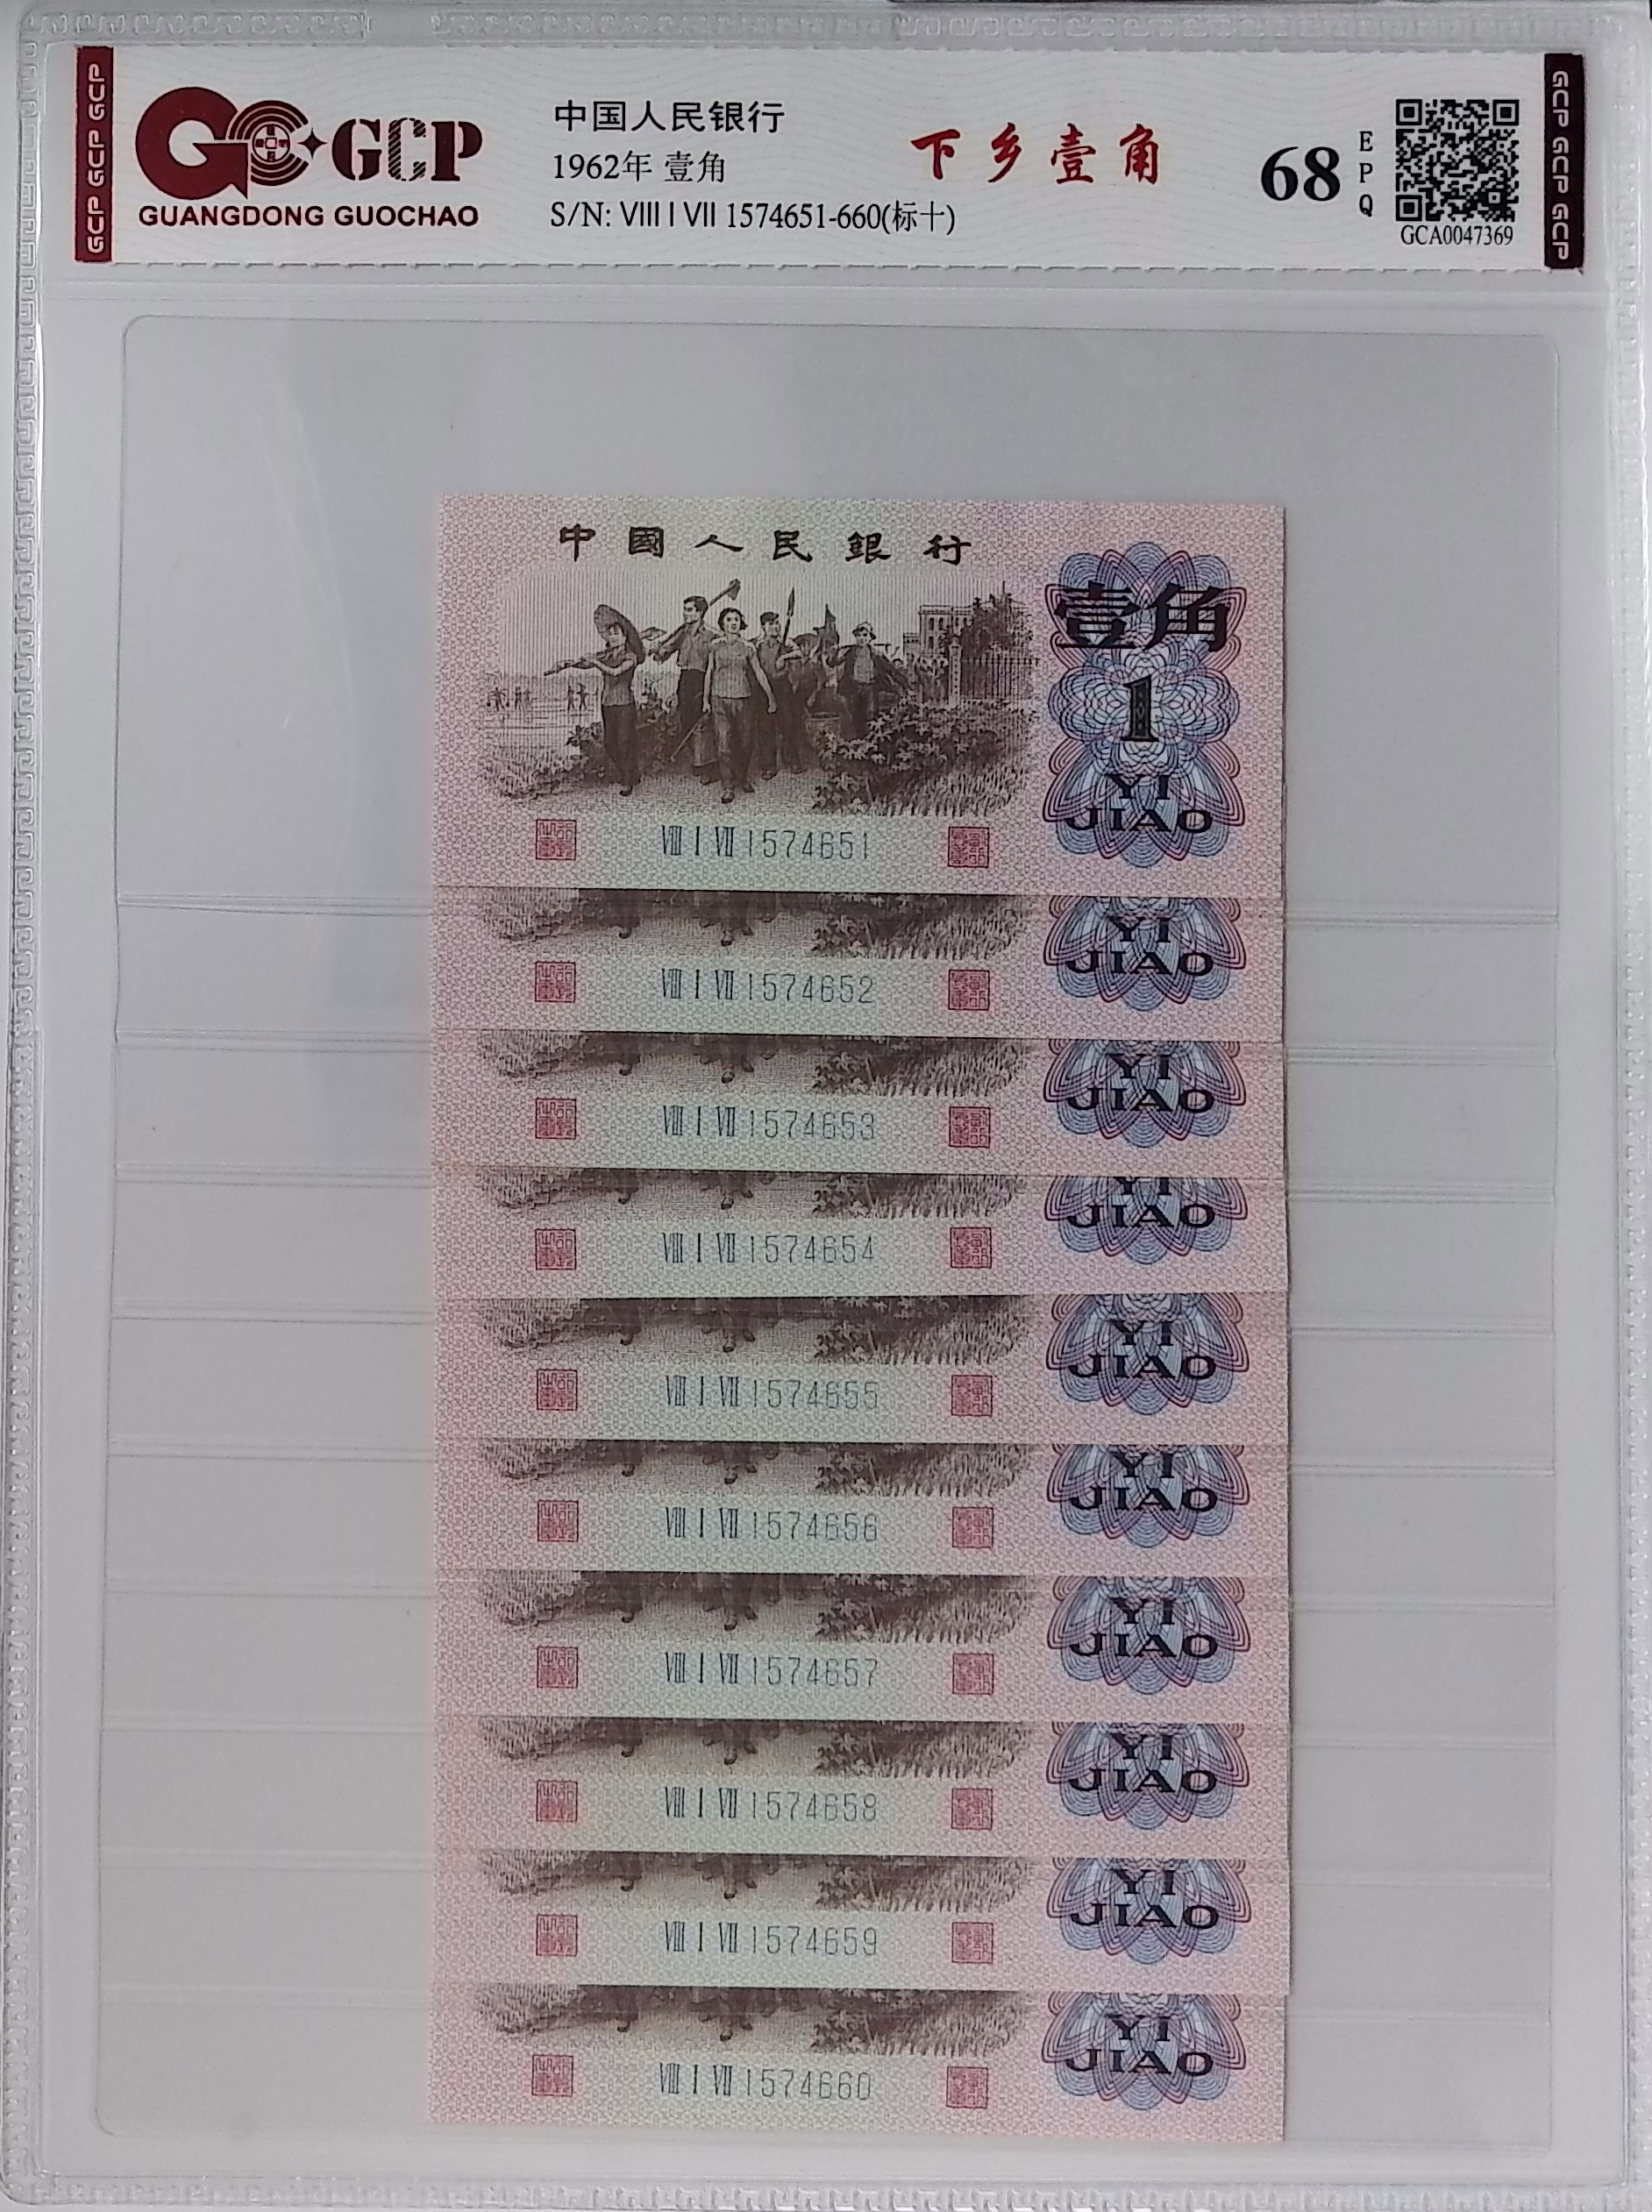 GCP GCP GCP
GCP
GUANGDONG GUOCHAO
中国人民银行
1962年 壹角
S/N: VIII I VII 1574651-660(标十)
下乡壹角
68
EPQ
GCA0047369
GCP GCP GCP
中國人民銀行
壹角
1
YI
JIAO
Ⅷ Ⅰ Ⅶ 1574651
YI
JIAO
Ⅷ Ⅰ Ⅶ 1574652
YI
JIAO
Ⅷ Ⅰ Ⅶ 1574653
YI
JIAO
Ⅷ Ⅰ Ⅶ 1574654
YI
JIAO
Ⅷ Ⅰ Ⅶ 1574655
YI
JIAO
Ⅷ Ⅰ Ⅶ 1574656
YI
JIAO
Ⅷ Ⅰ Ⅶ 1574657
YI
JIAO
Ⅷ Ⅰ Ⅶ 1574658
YI
JIAO
Ⅷ Ⅰ Ⅶ 1574659
YI
JIAO
Ⅷ Ⅰ Ⅶ 1574660